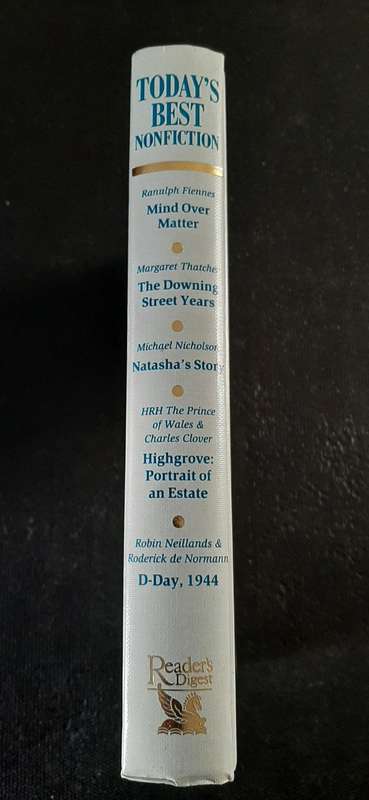 TODAY'S
BEST
NONFICTION
Ranulph Fiennes
Mind Over
Matter
Margaret Thatcher
The Downing
Street Years
Michael Nicholson
Natasha's Story
HRH The Prince
of Wales &
Charles Clover
Highgrove:
Portrait of
an Estate
Robin Neillands &
Roderick de Normann
D-Day, 1944
Reader's
Digest